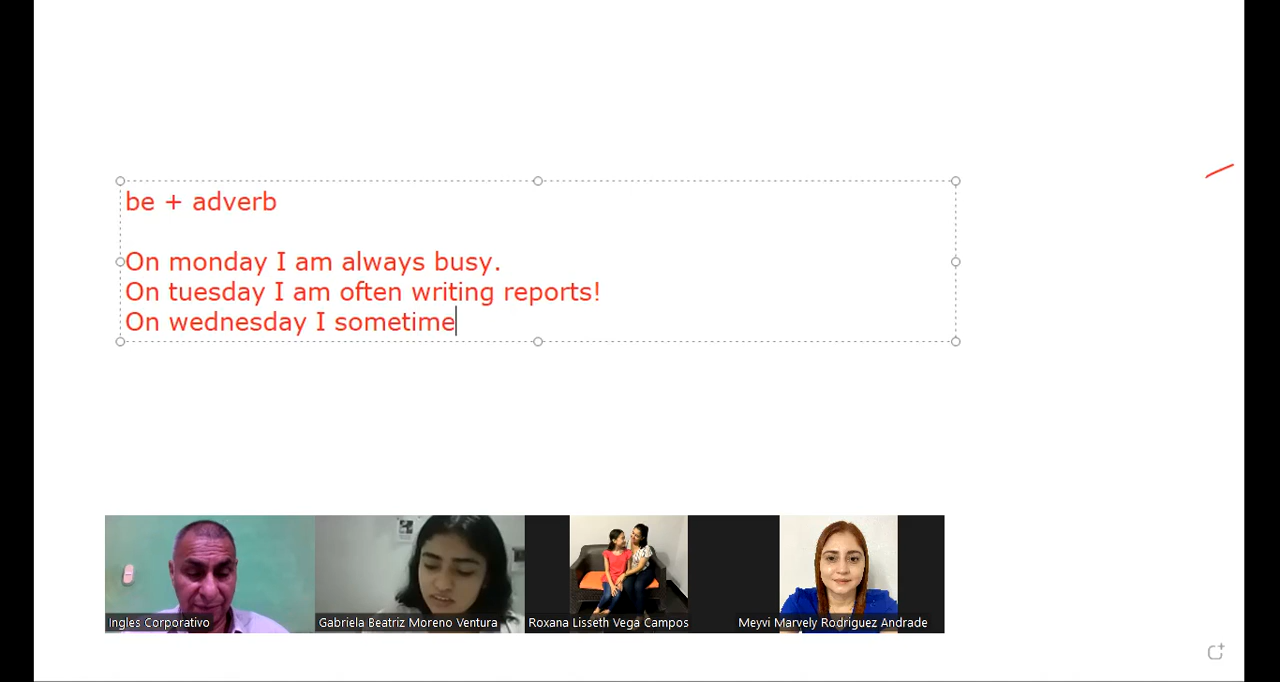 be + adverb
On monday I am always busy.
On tuesday I am often writing reports!
On wednesday I sometime
Ingles Corporativo
Gabriela Beatriz Moreno Ventura
Roxana Lisseth Vega Campos
Meyvi Marvely Rodriguez Andrade